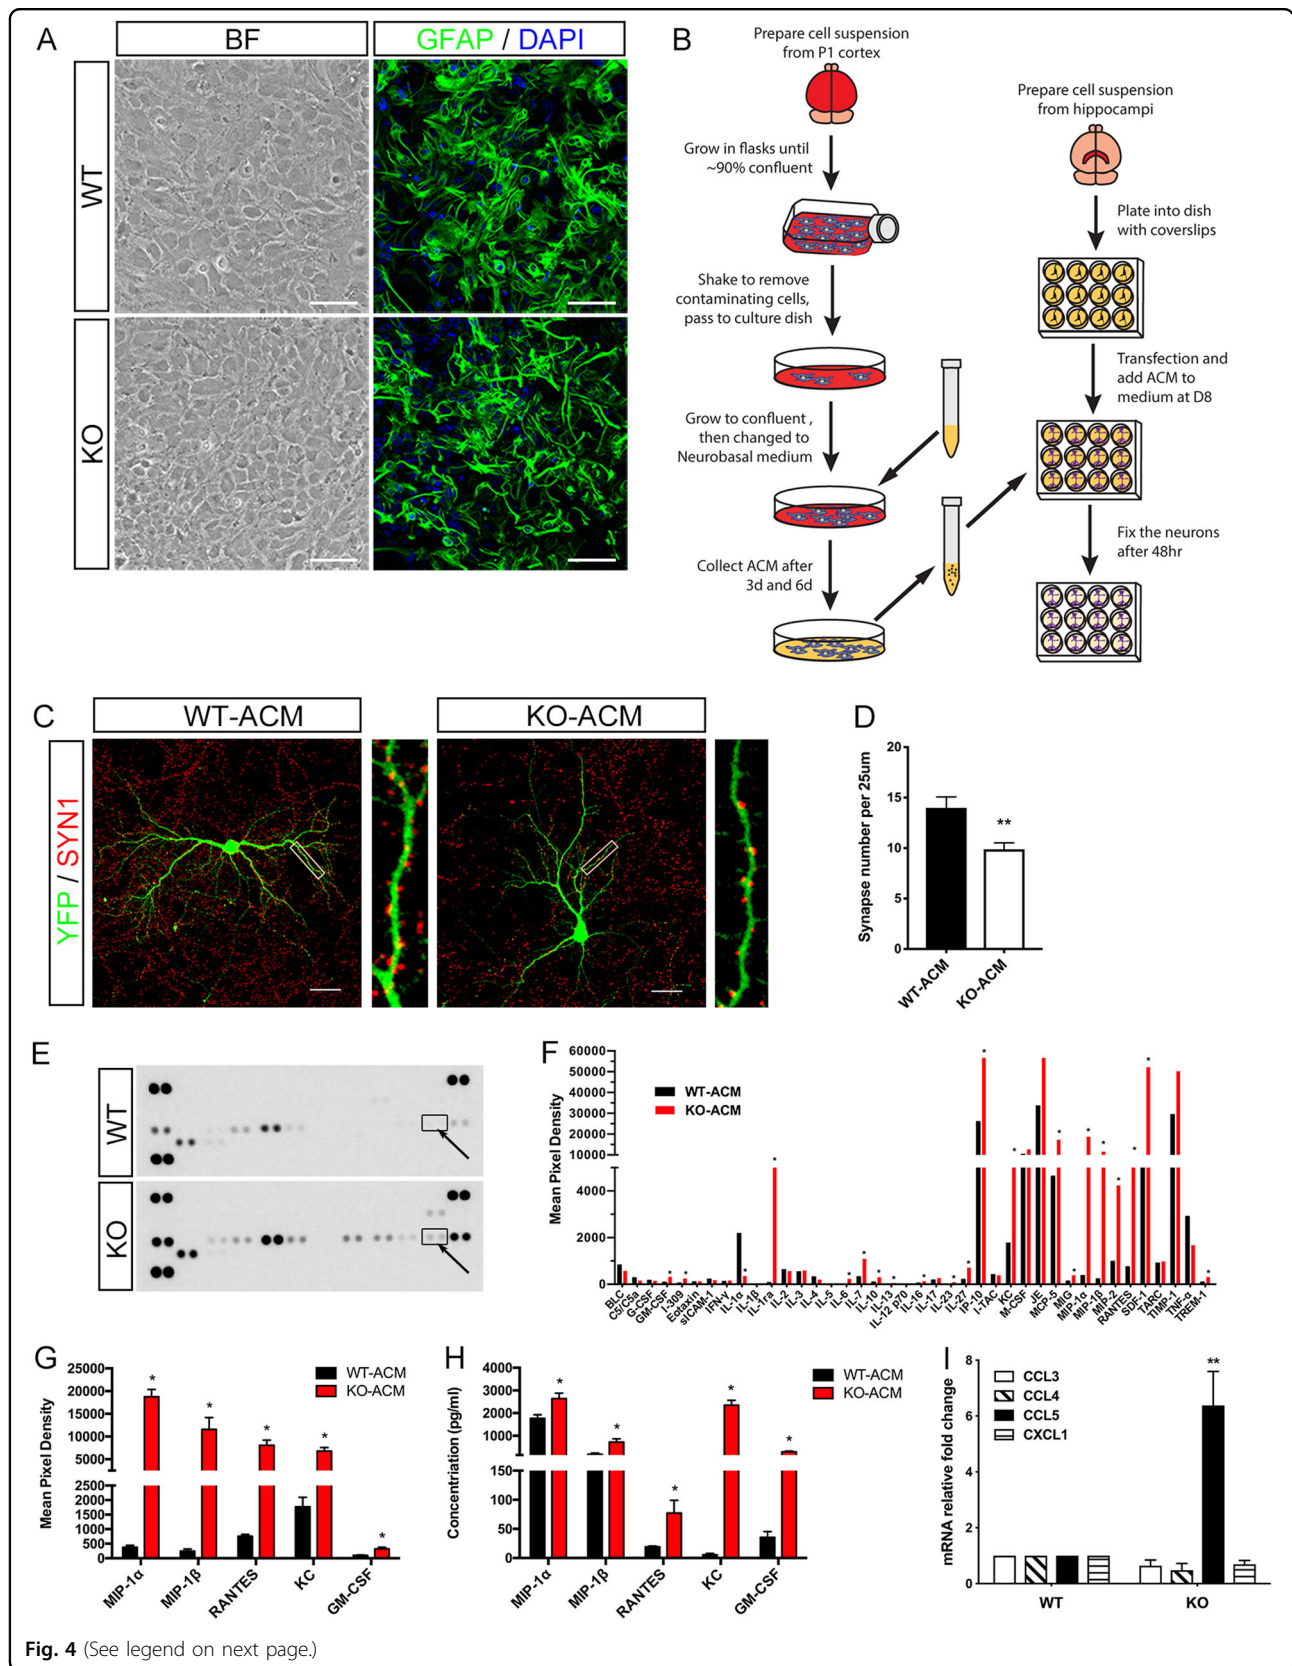 A
BF
GFAP / DAPI
WT
KO
B
Prepare cell suspension
from P1 cortex
Grow in flasks until
~90% confluent
Shake to remove
contaminating cells,
pass to culture dish
Grow to confluent ,
then changed to
Neurobasal medium
Collect ACM after
3d and 6d
Prepare cell suspension
from hippocampi
Plate into dish
with coverslips
Transfection and
add ACM to
medium at D8
Fix the neurons
after 48hr
C
WT-ACM
KO-ACM
YFP / SYN1
D
Synapse number per 25um
20
15
10
5
0
**
WT-ACM
KO-ACM
E
WT
KO
F
Mean Pixel Density
60000
50000
40000
30000
20000
10000
4000
2000
0
WT-ACM
KO-ACM
BLC
C5/C5a
G-CSF
GM-CSF
I-309
Eotaxin
sICAM-1
IFN-γ
IL-1α
IL-1β
IL-1ra
IL-2
IL-3
IL-4
IL-5
IL-6
IL-7
IL-10
IL-13
IL-12 p70
IL-16
IL-17
IL-23
IL-27
IP-10
I-TAC
KC
M-CSF
JE
MCP-5
MIG
MIP-1α
MIP-1β
MIP-2
RANTES
SDF-1
TARC
TIMP-1
TNF-α
TREM-1
G
Mean Pixel Density
25000
20000
15000
10000
5000
2500
2000
1500
1000
500
0
WT-ACM
KO-ACM
* * * * *
MIP-1α
MIP-1β
RANTES
KC
GM-CSF
H
Concentriation (pg/ml)
4000
3000
2000
1000
150
100
50
0
WT-ACM
KO-ACM
* * * * *
MIP-1α
MIP-1β
RANTES
KC
GM-CSF
I
mRNA relative fold change
8
6
4
2
0
CCL3
CCL4
CCL5
CXCL1
**
WT
KO
Fig. 4 (See legend on next page.)